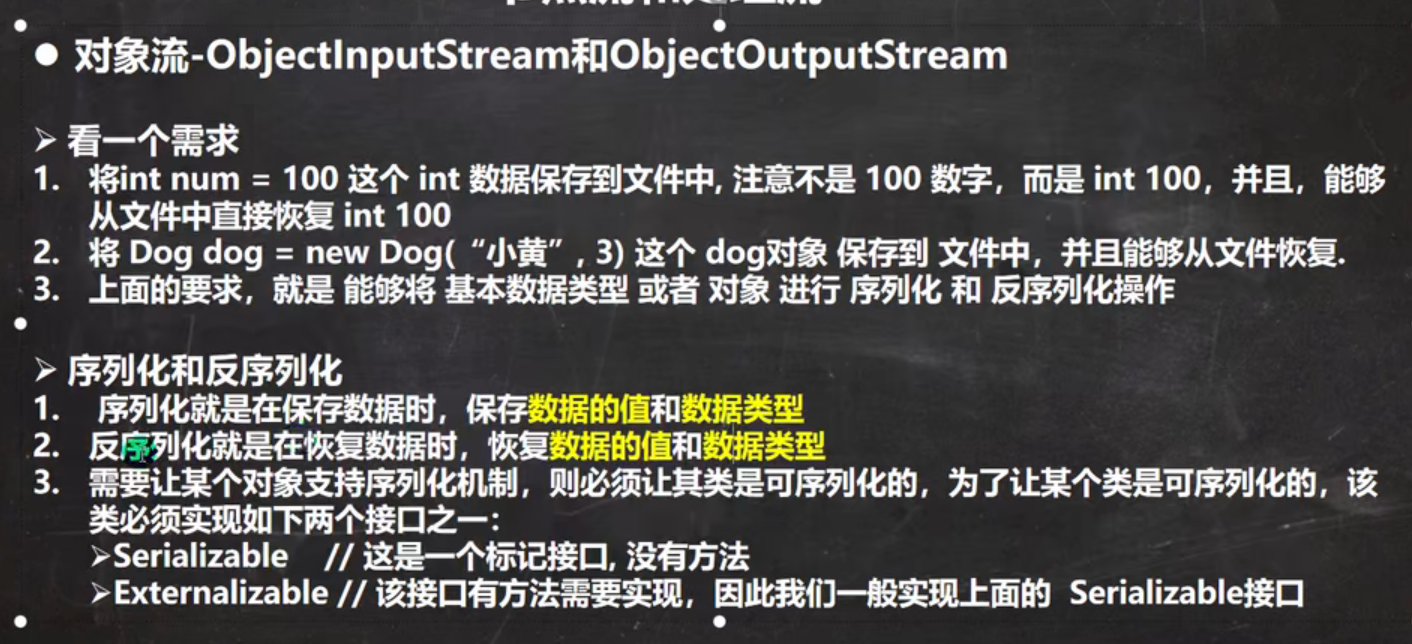 ● 对象流-ObjectInputStream和ObjectOutputStream
➢ 看一个需求
1. 将int num = 100 这个 int 数据保存到文件中, 注意不是 100 数字，而是 int 100，并且，能够
从文件中直接恢复 int 100
2. 将 Dog dog = new Dog( “小黄” , 3) 这个 dog对象 保存到 文件中，并且能够从文件恢复.
3. 上面的要求，就是 能够将 基本数据类型 或者 对象 进行 序列化 和 反序列化操作
➢ 序列化和反序列化
1. 序列化就是在保存数据时，保存数据的值和数据类型
2. 反序列化就是在恢复数据时，恢复数据的值和数据类型
3. 需要让某个对象支持序列化机制，则必须让其类是可序列化的，为了让某个类是可序列化的，该
类必须实现如下两个接口之一：
➢Serializable // 这是一个标记接口, 没有方法
➢Externalizable // 该接口有方法需要实现，因此我们一般实现上面的 Serializable接口